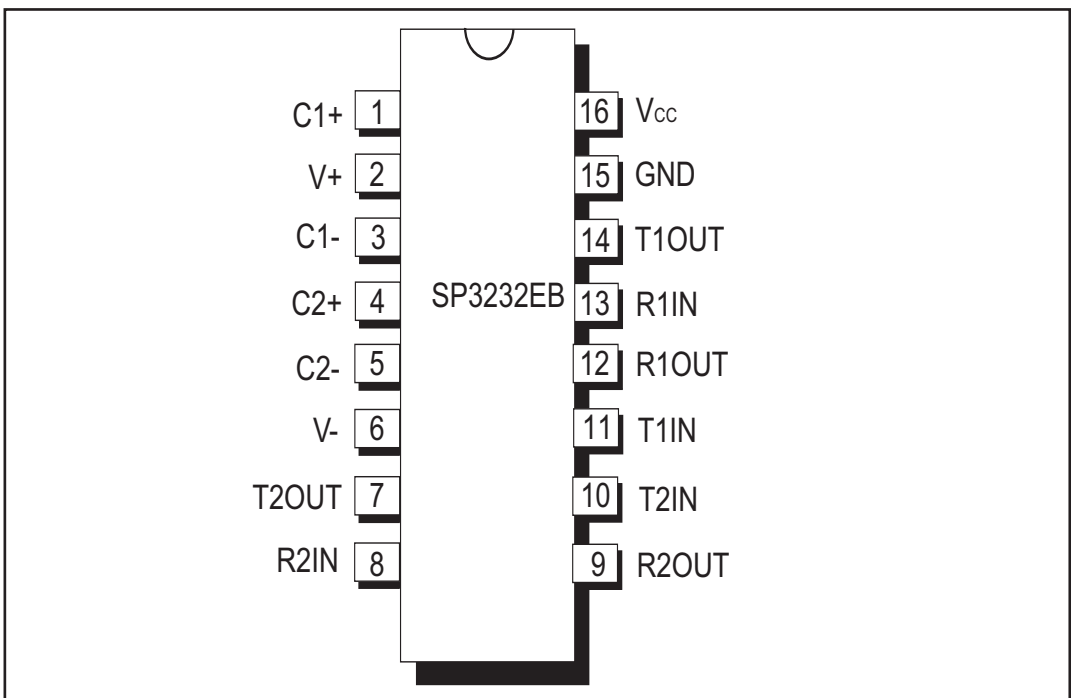 C1+ 1
V+ 2
C1- 3
C2+ 4
C2- 5
V- 6
T2OUT 7
R2IN 8
SP3232EB
16 Vcc
15 GND
14 T1OUT
13 R1IN
12 R1OUT
11 T1IN
10 T2IN
9 R2OUT